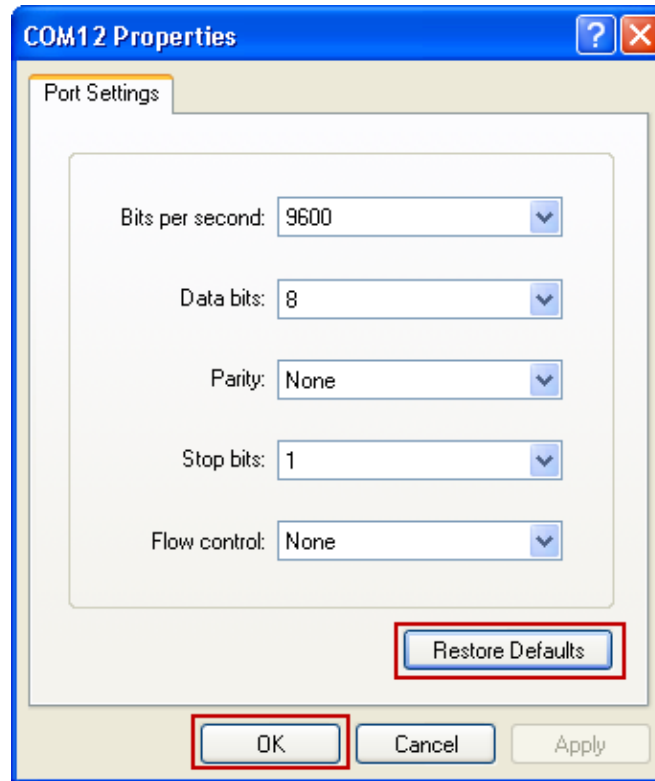 COM12 Properties
Port Settings
Bits per second: 9600
Data bits: 8
Parity: None
Stop bits: 1
Flow control: None
Restore Defaults
OK Cancel Apply